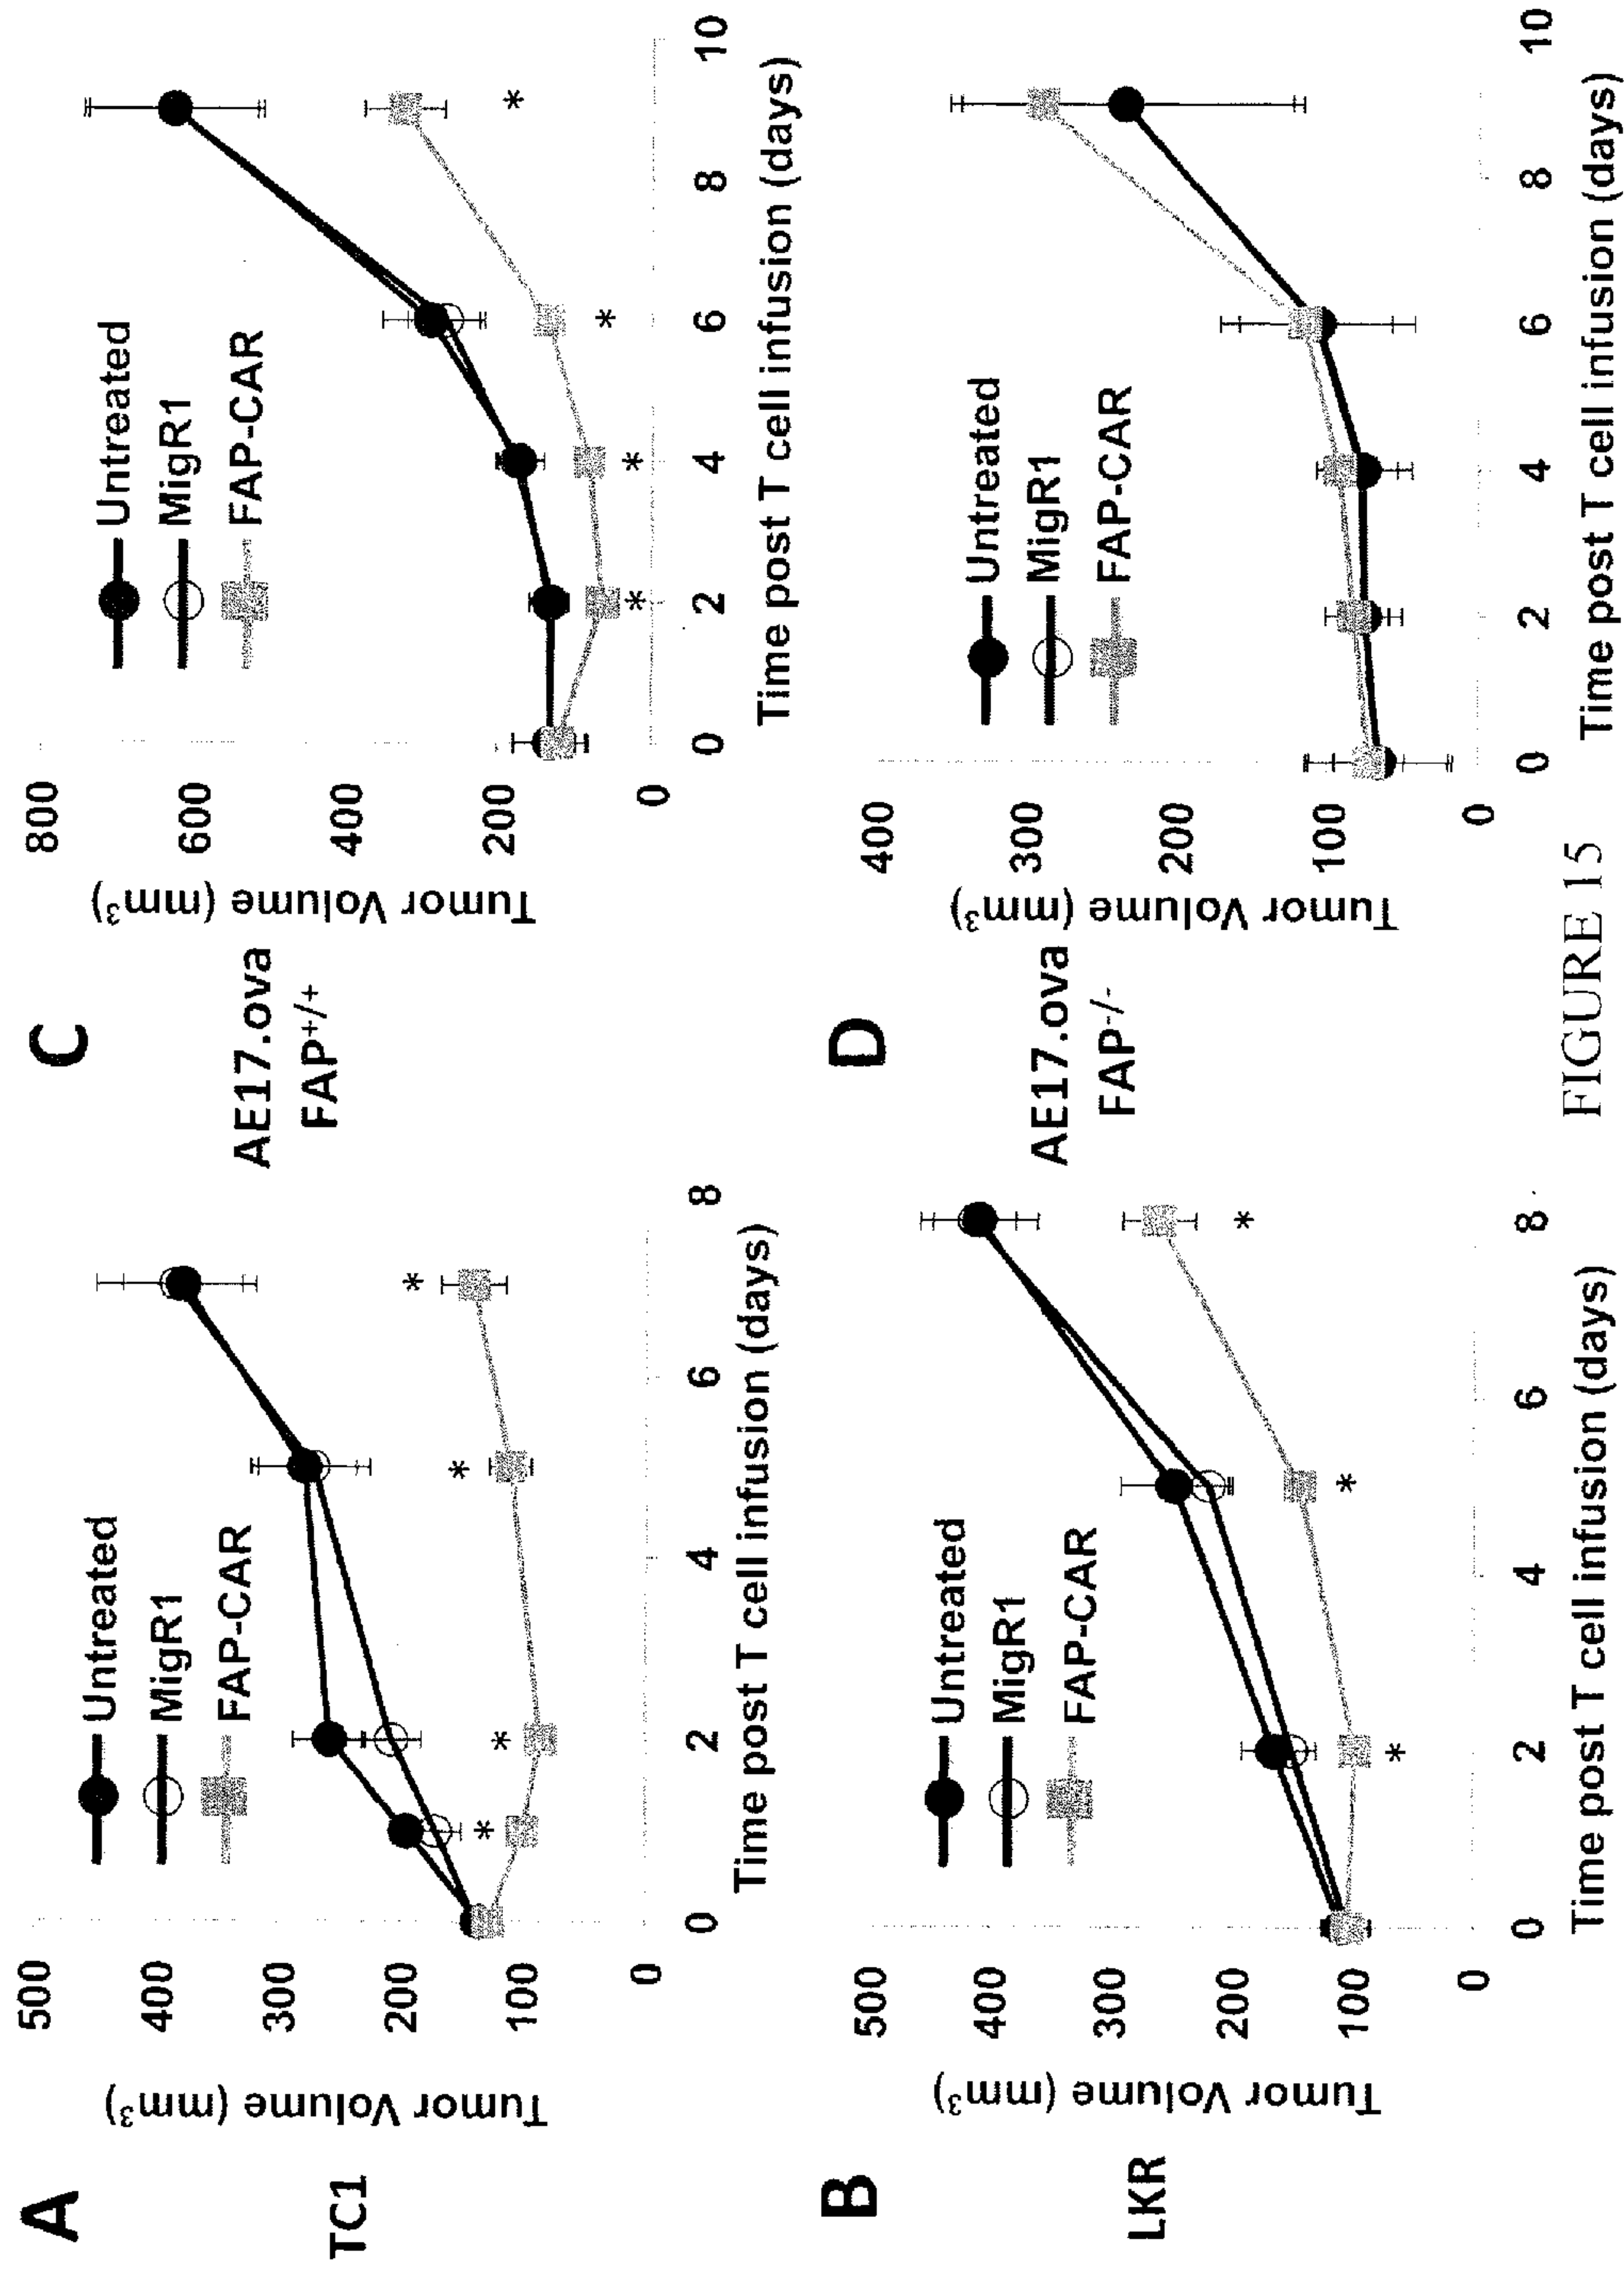 A
TC1
Tumor Volume (mm³)
500
400
300
200
100
0
0 2 4 6 8
Time post T cell infusion (days)
Untreated
MigR1
FAP-CAR
* * * *
B
LKR
Tumor Volume (mm³)
500
400
300
200
100
0
0 2 4 6 8
Time post T cell infusion (days)
Untreated
MigR1
FAP-CAR
* * *
C
AE17.ova
FAP+/+
Tumor Volume (mm³)
800
600
400
200
0
0 2 4 6 8 10
Time post T cell infusion (days)
Untreated
MigR1
FAP-CAR
* * * *
D
AE17.ova
FAP-/-
Tumor Volume (mm³)
400
300
200
100
0
0 2 4 6 8 10
Time post T cell infusion (days)
Untreated
MigR1
FAP-CAR
FIGURE 15